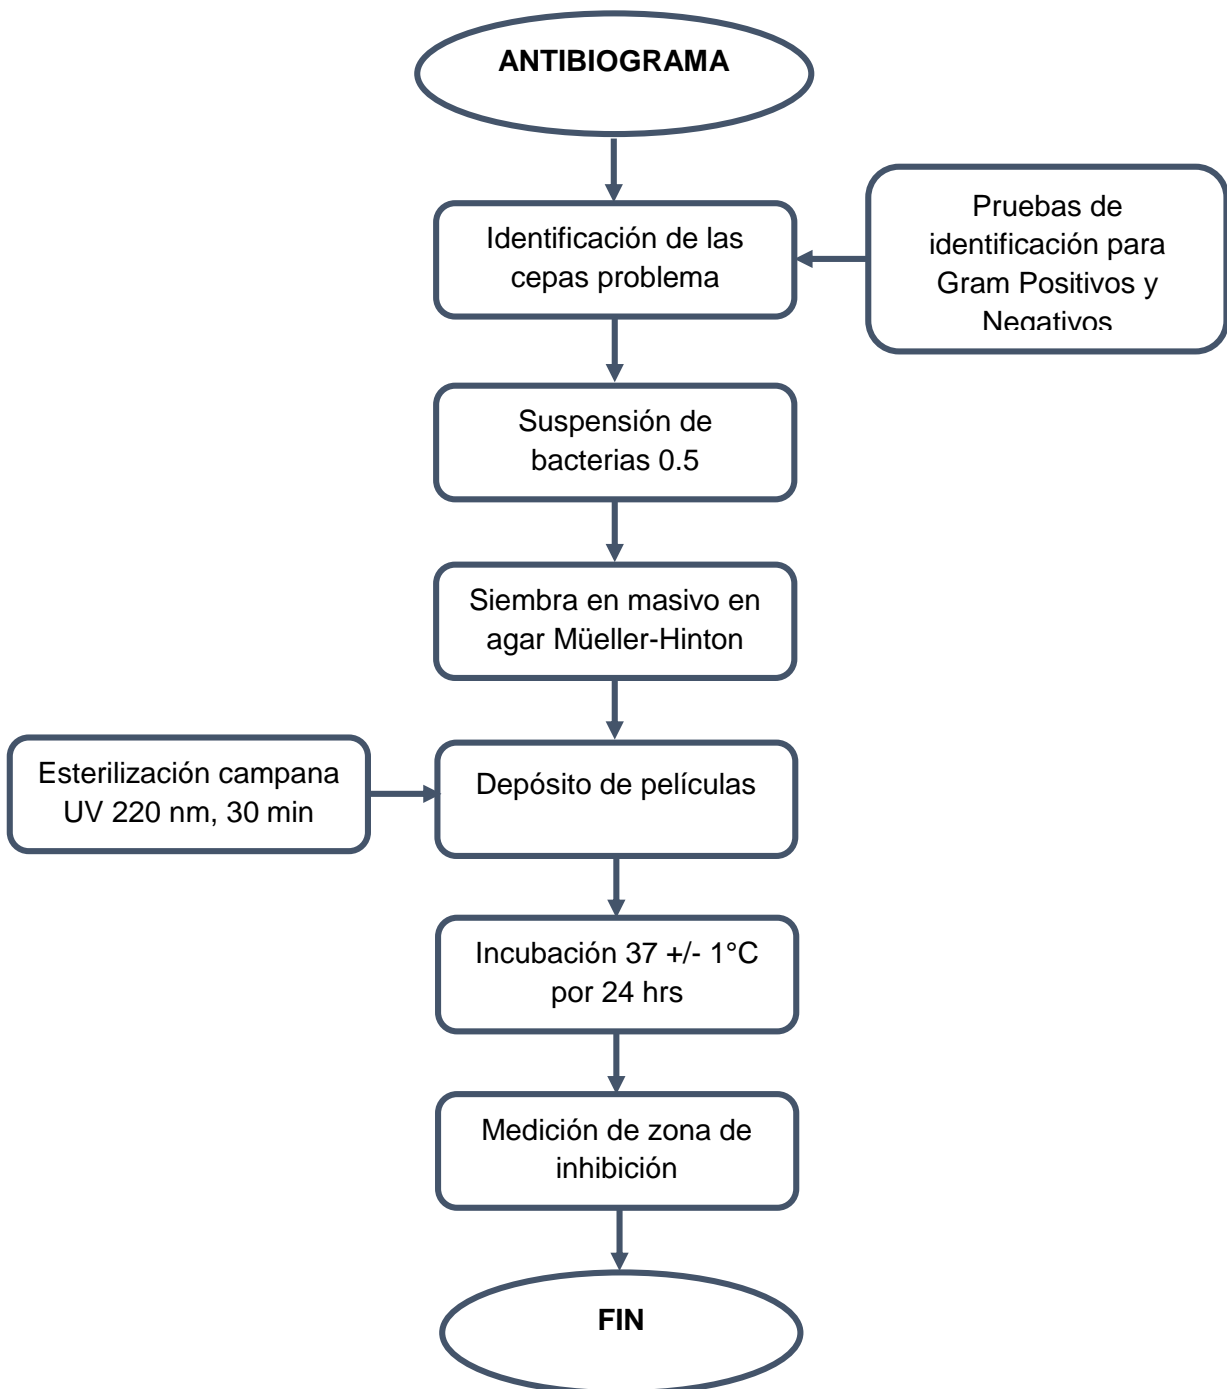 ANTIBIOGRAMA
Identificación de las
cepas problema
Pruebas de
identificación para
Gram Positivos y
Negativos
Suspensión de
bacterias 0.5
Siembra en masivo en
agar Müeller-Hinton
Esterilización campana
UV 220 nm, 30 min
Depósito de películas
Incubación 37 +/- 1°C
por 24 hrs
Medición de zona de
inhibición
FIN